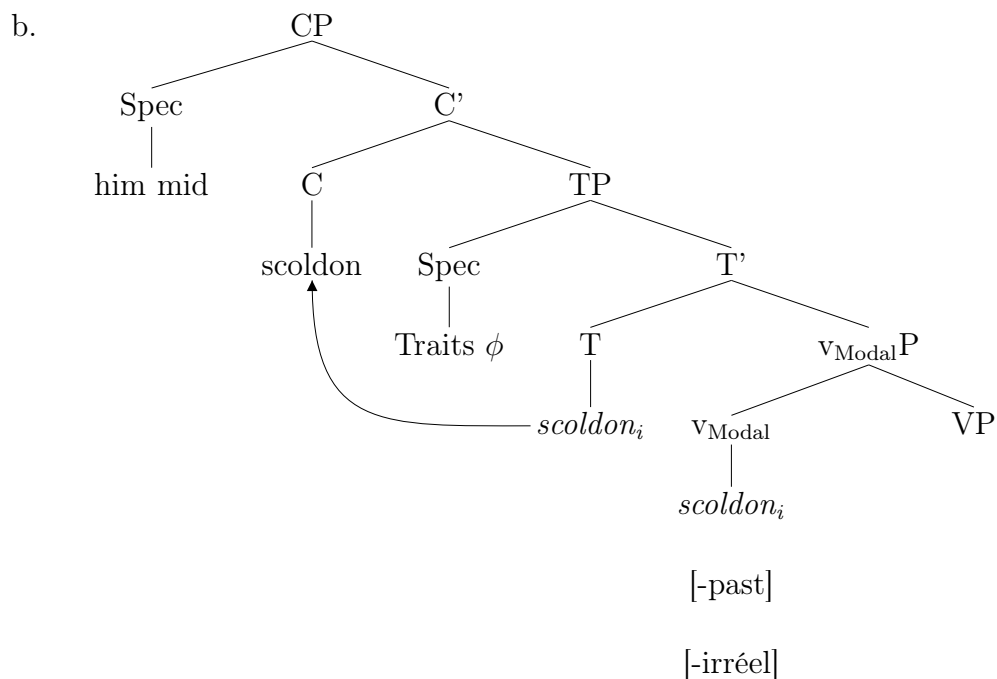 b.
CP
Spec C'
him mid C TP
scoldon Spec T'
Traits ϕ T v_Modal P
scoldon_i v_Modal VP
scoldon_i
[-past]
[-irréel]